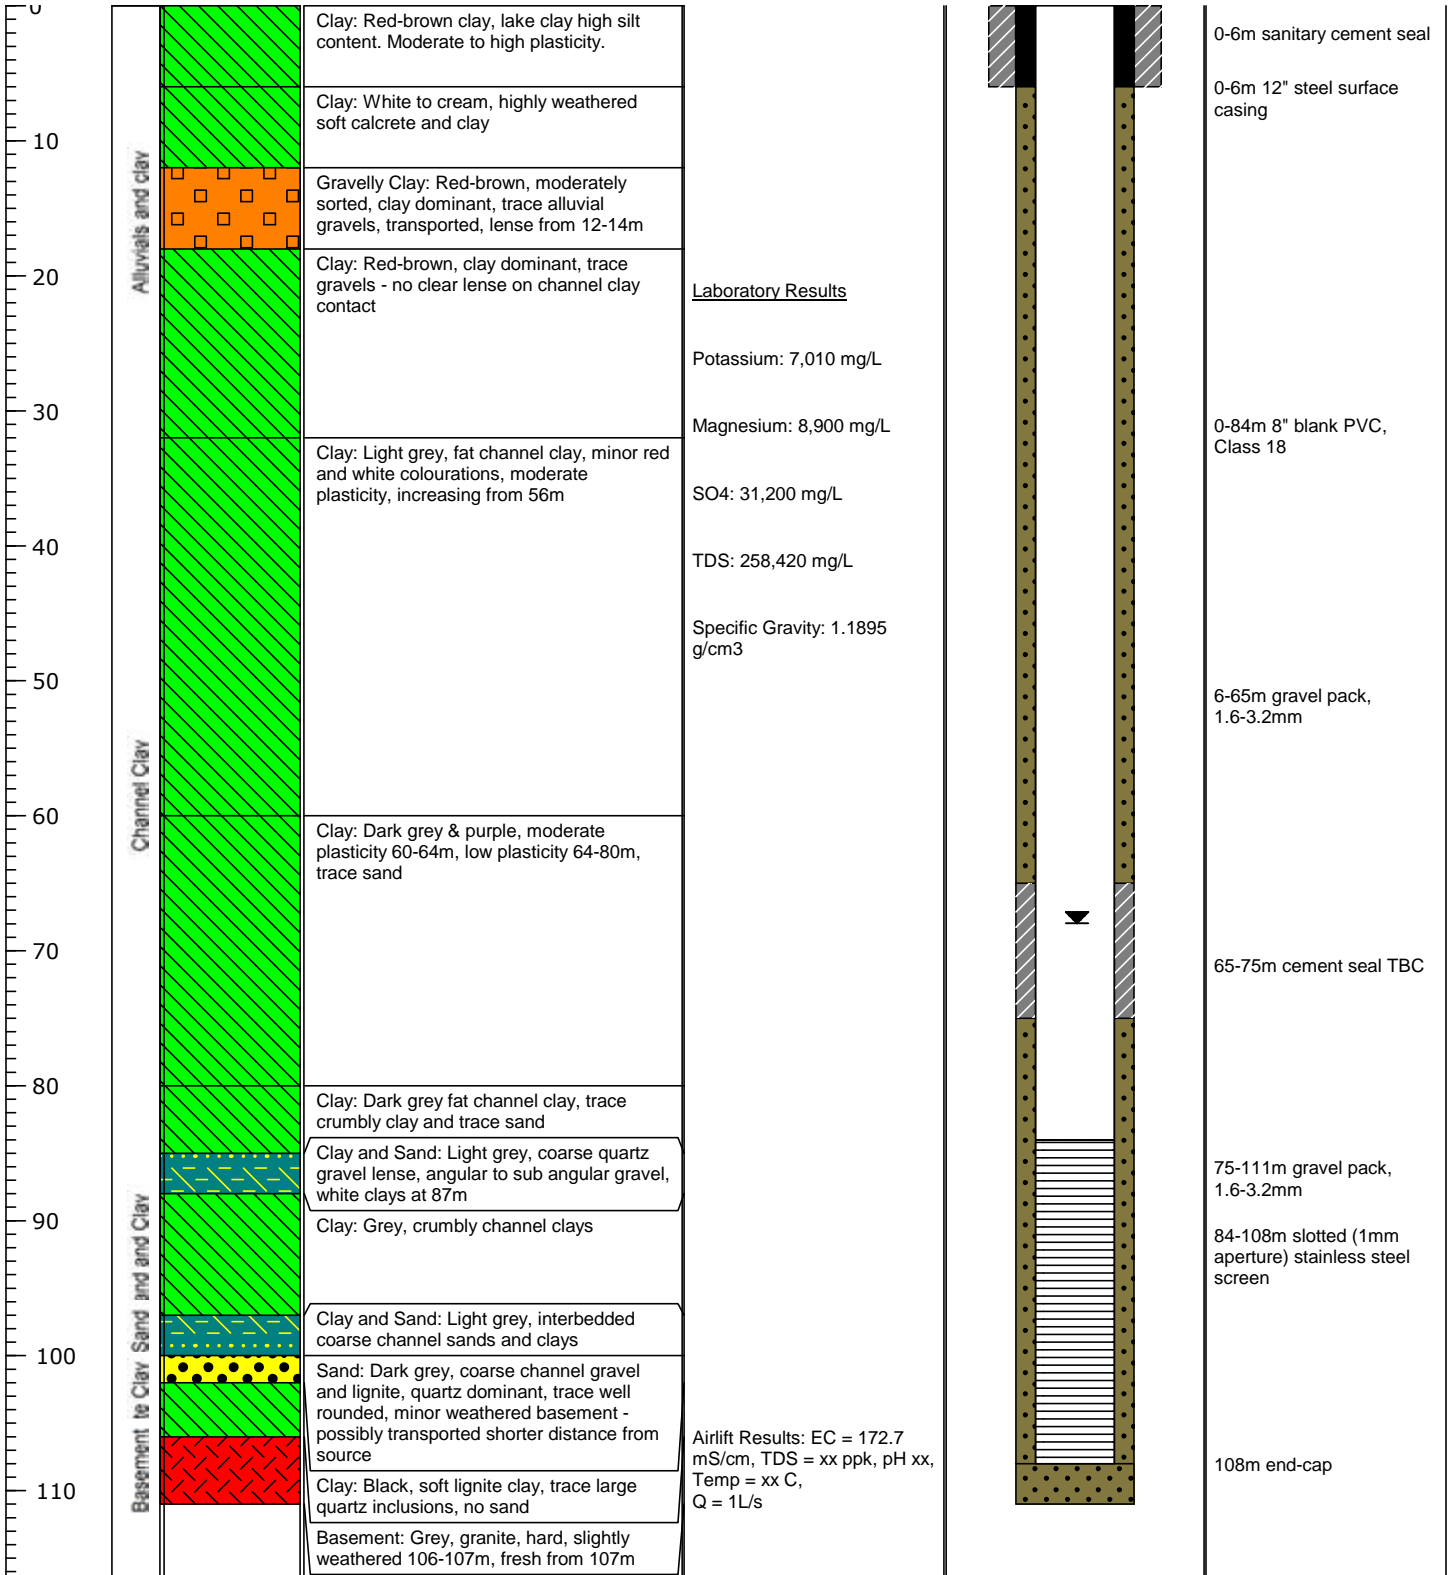 0
10
20
30
40
50
60
70
80
90
100
110
Alluvials and clay
Channel Clay
Sand and and Clay
te Clay
Basement
Clay: Red-brown clay, lake clay high silt
content. Moderate to high plasticity.
Clay: White to cream, highly weathered
soft calcrete and clay
Gravelly Clay: Red-brown, moderately
sorted, clay dominant, trace alluvial
gravels, transported, lense from 12-14m
Clay: Red-brown, clay dominant, trace
gravels - no clear lense on channel clay
contact
Clay: Light grey, fat channel clay, minor red
and white colourations, moderate
plasticity, increasing from 56m
Clay: Dark grey & purple, moderate
plasticity 60-64m, low plasticity 64-80m,
trace sand
Clay: Dark grey fat channel clay, trace
crumbly clay and trace sand
Clay and Sand: Light grey, coarse quartz
gravel lense, angular to sub angular gravel,
white clays at 87m
Clay: Grey, crumbly channel clays
Clay and Sand: Light grey, interbedded
coarse channel sands and clays
Sand: Dark grey, coarse channel gravel
and lignite, quartz dominant, trace well
rounded, minor weathered basement -
possibly transported shorter distance from
source
Clay: Black, soft lignite clay, trace large
quartz inclusions, no sand
Basement: Grey, granite, hard, slightly
weathered 106-107m, fresh from 107m
Laboratory Results
Potassium: 7,010 mg/L
Magnesium: 8,900 mg/L
SO4: 31,200 mg/L
TDS: 258,420 mg/L
Specific Gravity: 1.1895
g/cm3
Airlift Results: EC = 172.7
mS/cm, TDS = xx ppk, pH xx,
Temp = xx C,
Q = 1L/s
0-6m sanitary cement seal
0-6m 12" steel surface
casing
0-84m 8" blank PVC,
Class 18
6-65m gravel pack,
1.6-3.2mm
65-75m cement seal TBC
75-111m gravel pack,
1.6-3.2mm
84-108m slotted (1mm
aperture) stainless steel
screen
108m end-cap